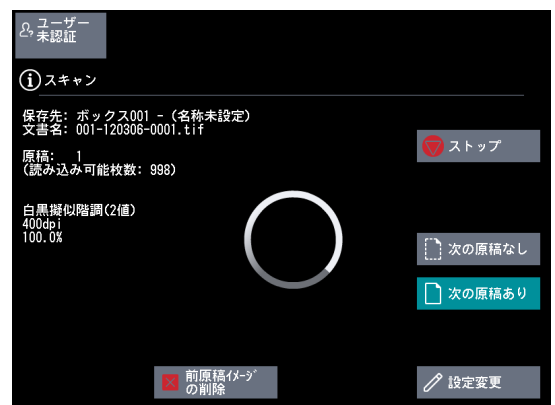 ユーザー
未認証
スキャン
保存先: ボックス001 - (名称未設定)
文書名: 001-120306-0001.tif
原稿: 1
(読み込み可能枚数: 998)
白黒擬似階調(2値)
400dpi
100.0%
ストップ
次の原稿なし
次の原稿あり
前原稿ｲﾒｰｼﾞ
の削除
設定変更